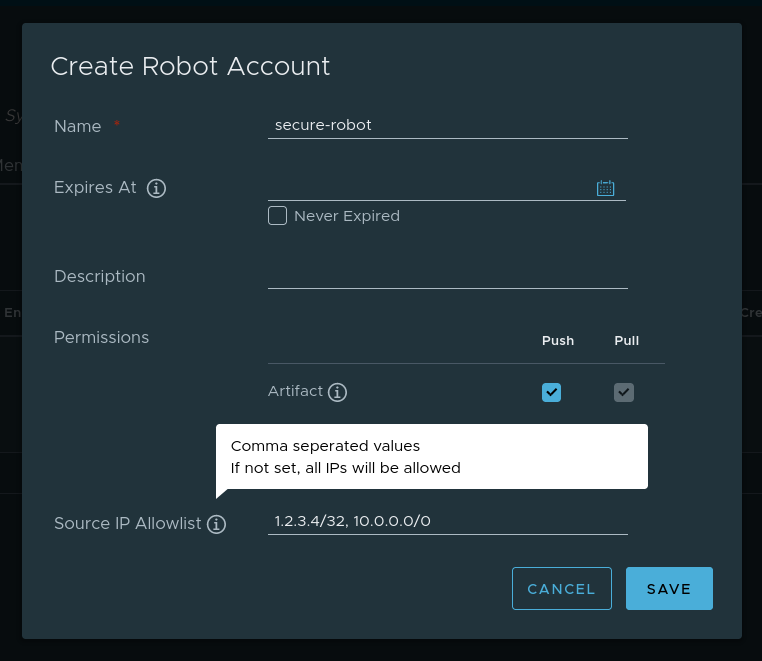 Create Robot Account
Sy
Name *
secure-robot
Mem
Expires At
Never Expired
Description
En
Cre
Permissions
Push Pull
Artifact
Comma seperated values
If not set, all IPs will be allowed
Source IP Allowlist
1.2.3.4/32, 10.0.0.0/0
CANCEL
SAVE